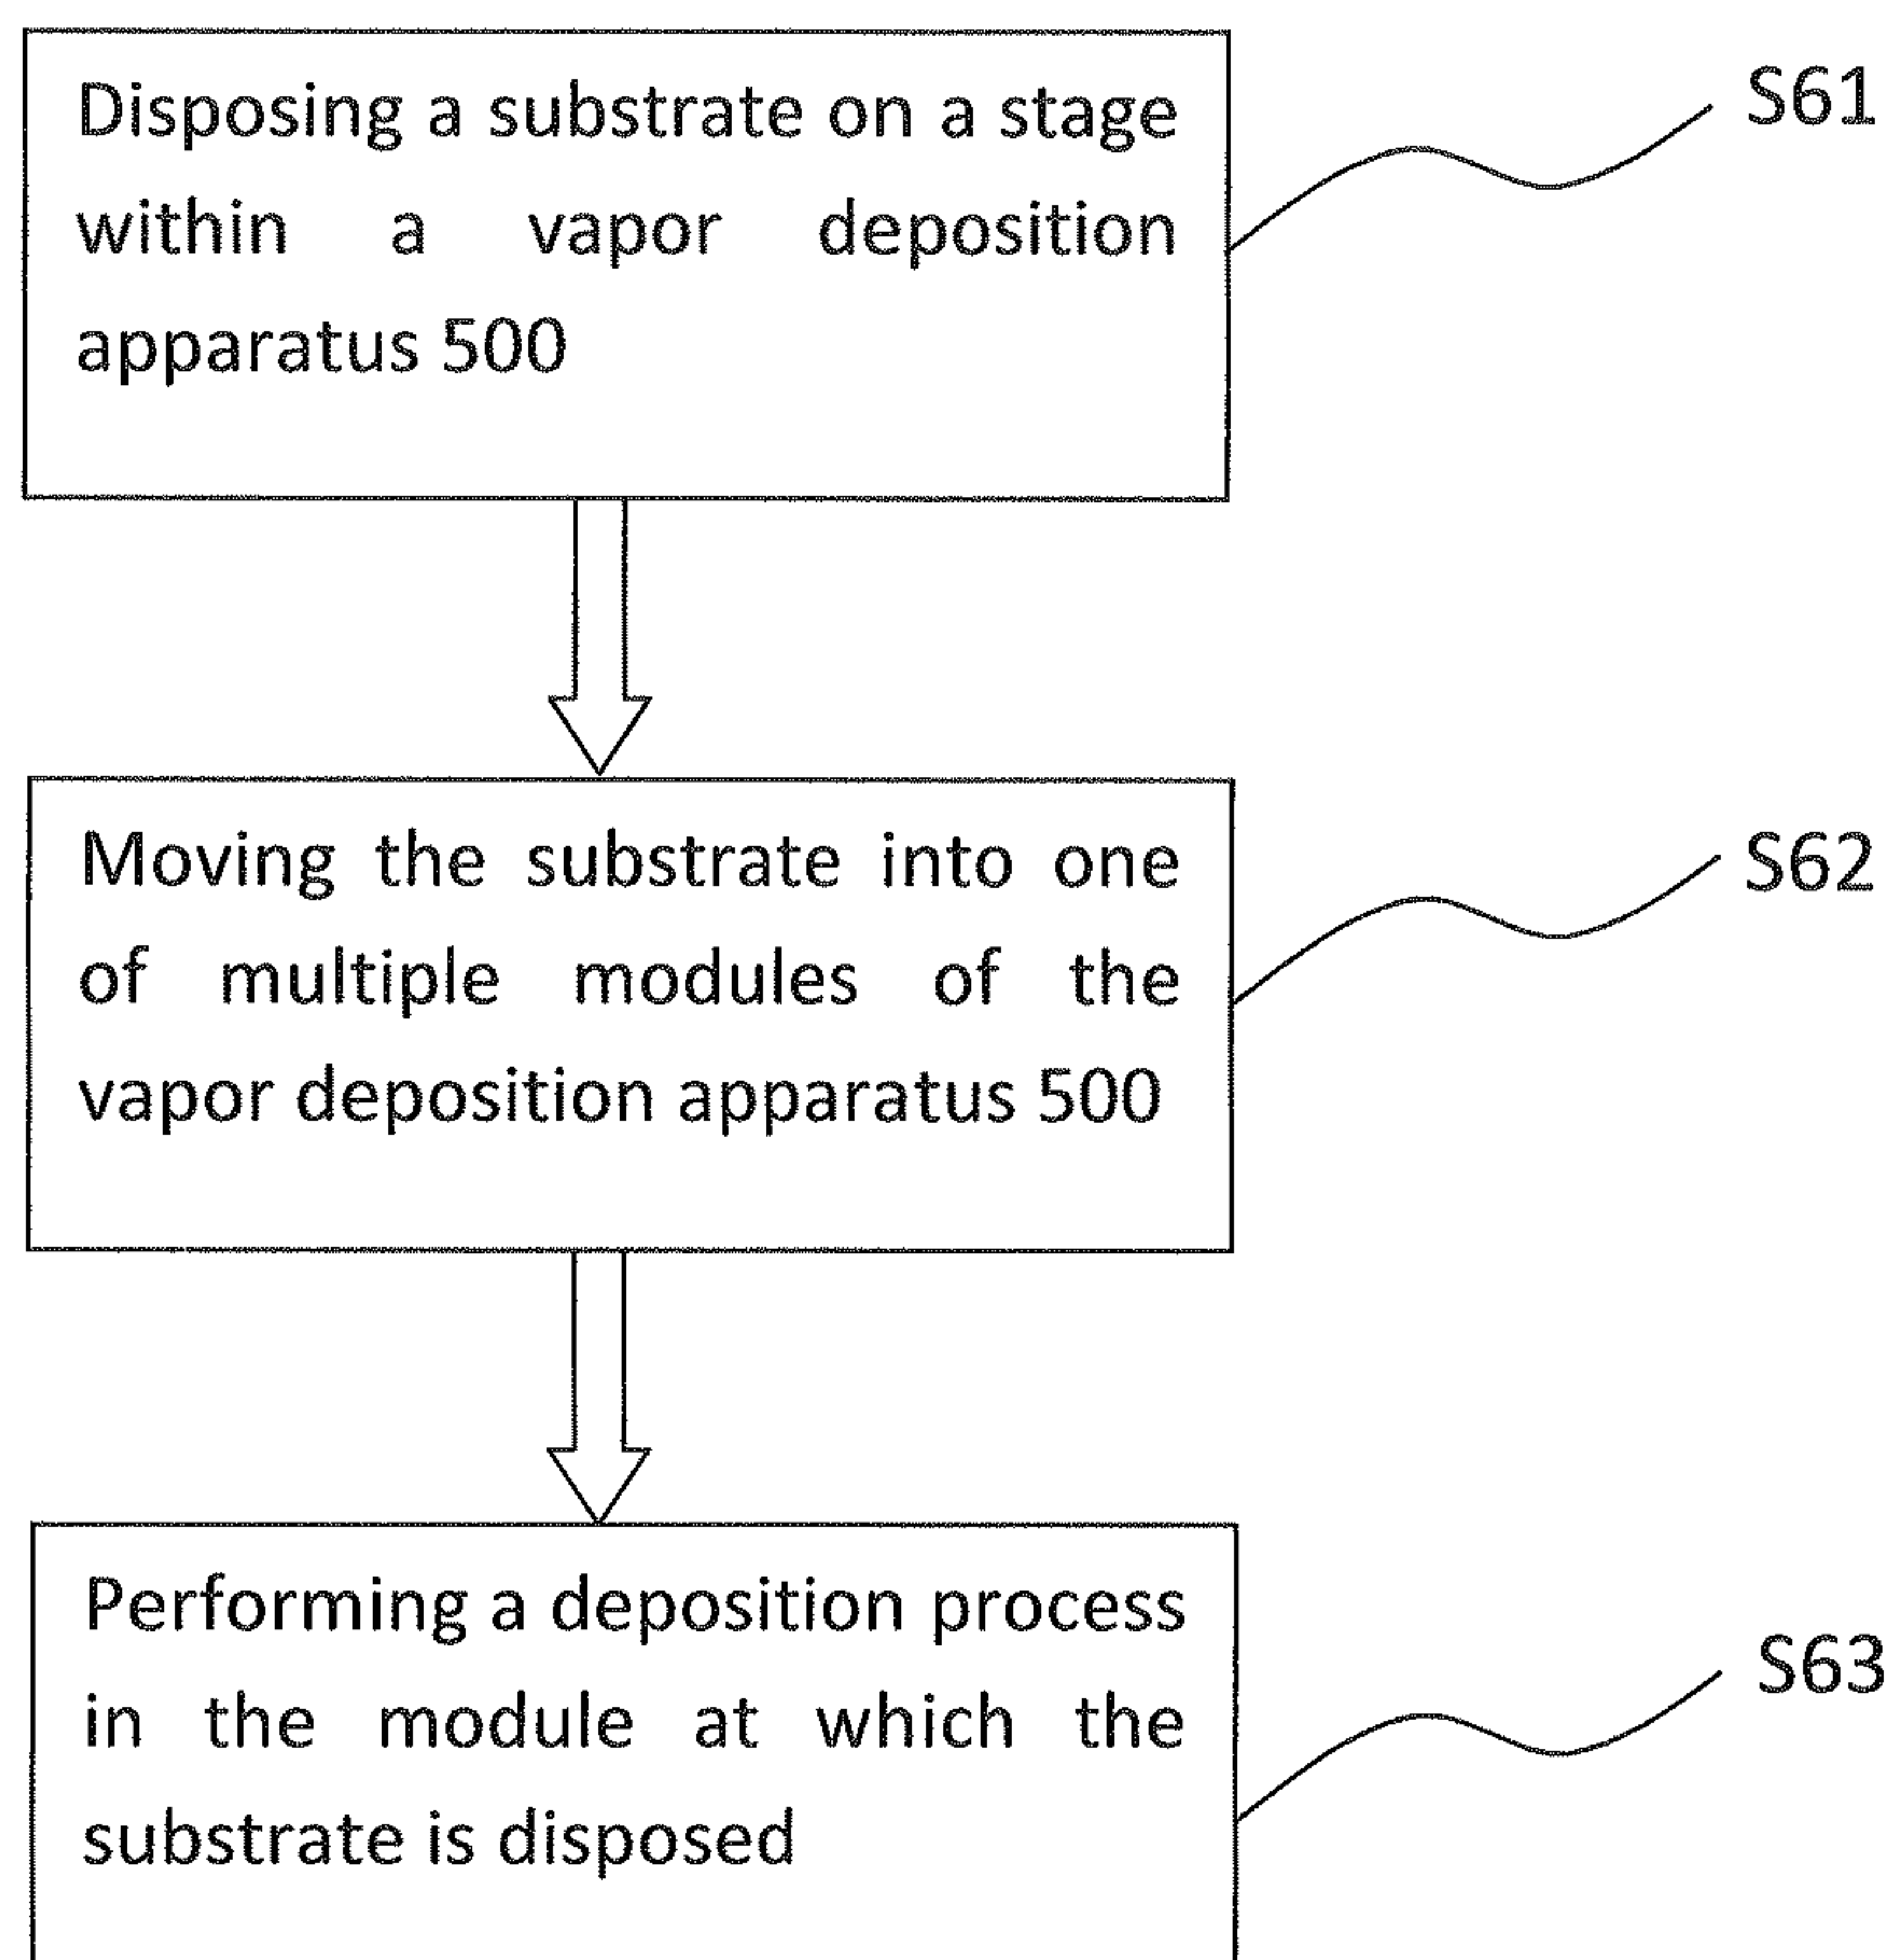 Disposing a substrate on a stage
within a vapor deposition
apparatus 500
S61
Moving the substrate into one
of multiple modules of the
vapor deposition apparatus 500
S62
Performing a deposition process
in the module at which the
substrate is disposed
S63